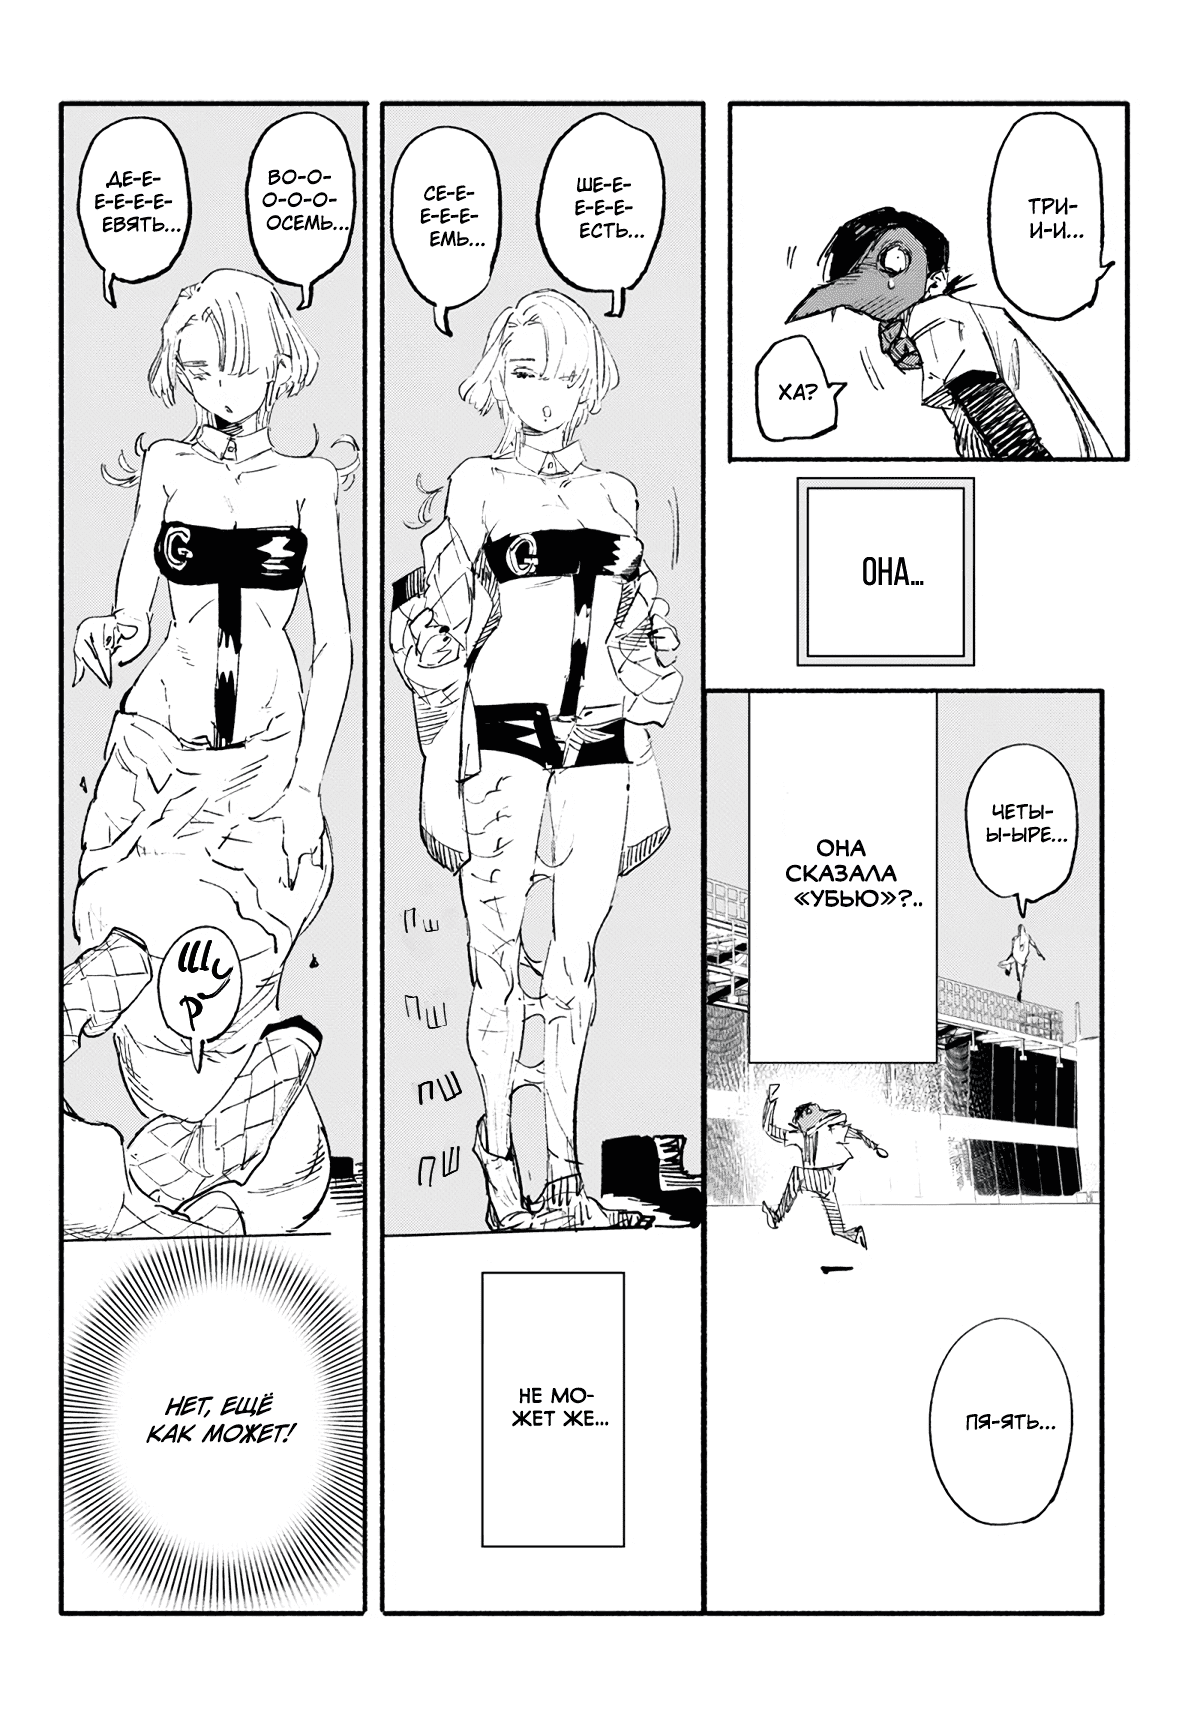 ТРИ-
И-И...
ХА?
ОНА...
ЧЕТЫ-
Ы-ЫРЕ...
ОНА
СКАЗАЛА
«УБЬЮ»?..
ПЯ-ЯТЬ...
ШЕ-Е-
Е-Е-Е-
ЕСТЬ...
СЕ-Е-
Е-Е-Е-
ЕМЬ...
G
ПШ
ПШ
ПШ
ПШ
НЕ МО-
ЖЕТ ЖЕ...
ВО-О-
О-О-О-
ОСЕМЬ...
ДЕ-Е-
Е-Е-Е-Е-
ЕВЯТЬ...
G
ШУ
Р
НЕТ, ЕЩЁ
КАК МОЖЕТ!